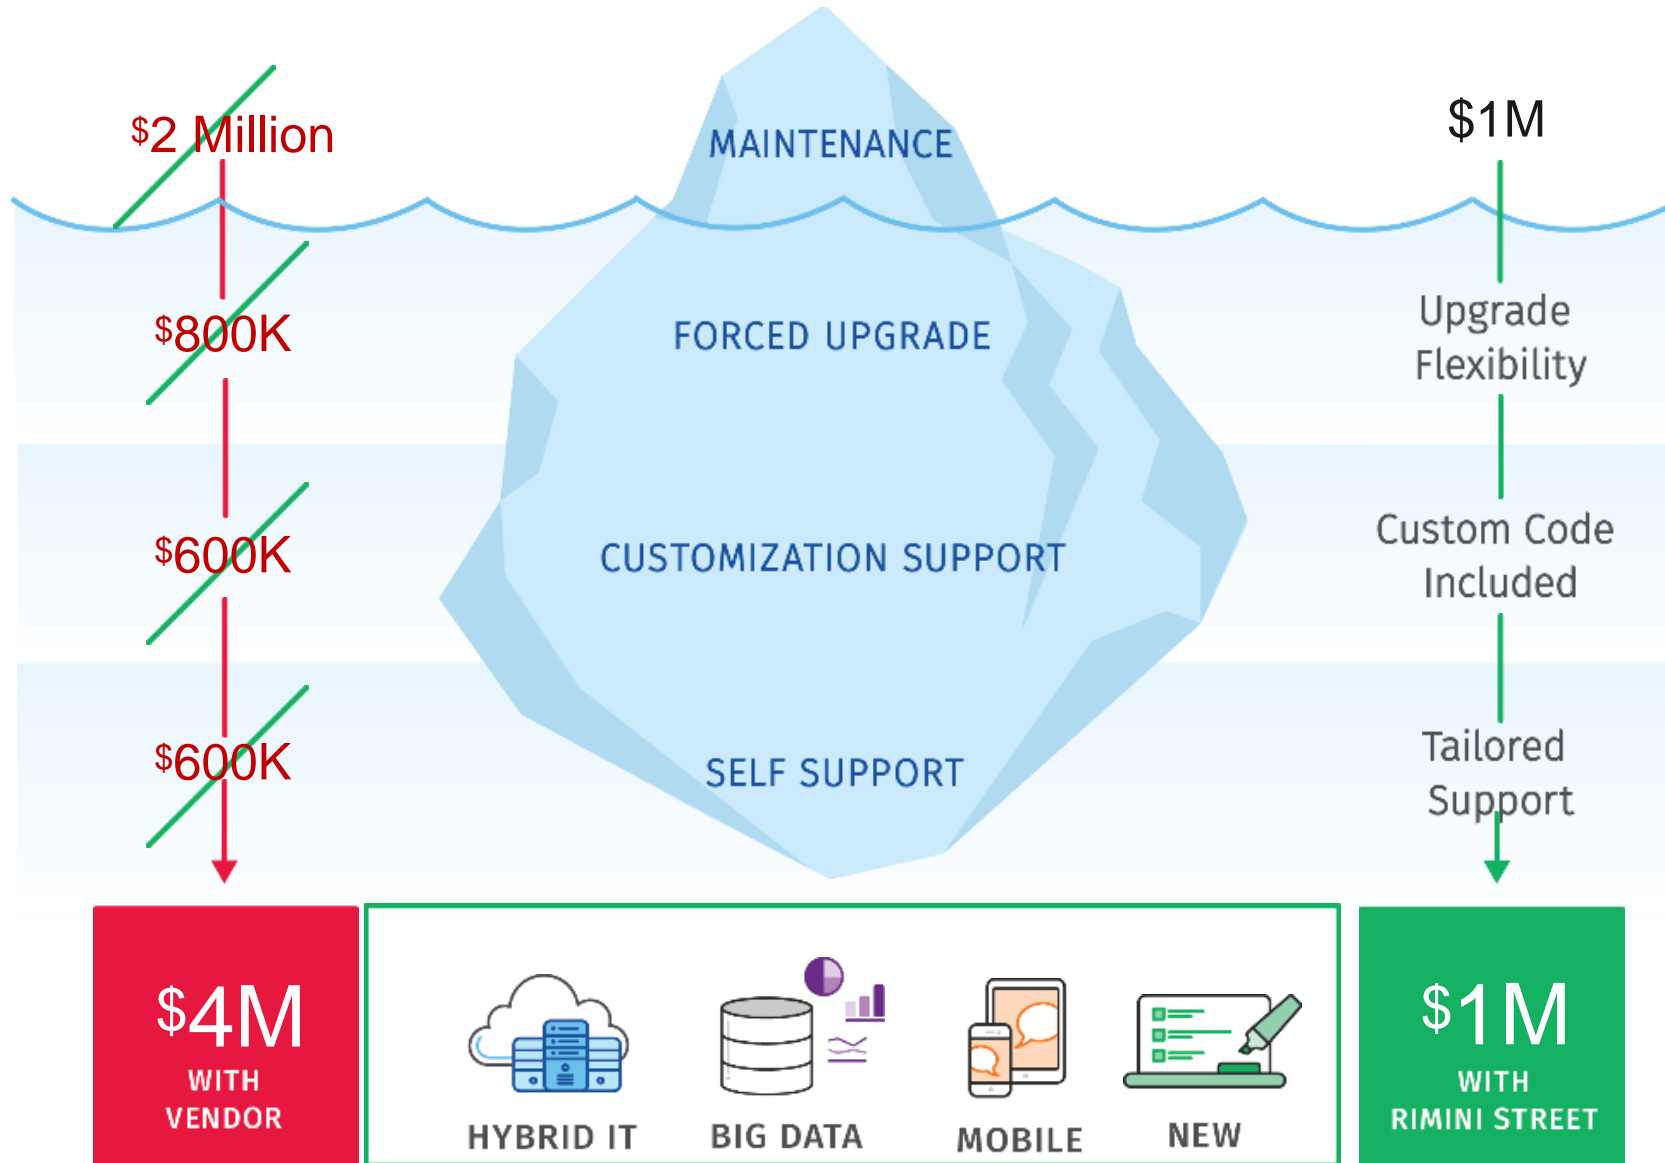 $2 Million
MAINTENANCE
$1M
$800K
FORCED UPGRADE
Upgrade
Flexibility
$600K
CUSTOMIZATION SUPPORT
Custom Code
Included
$600K
SELF SUPPORT
Tailored
Support
$4M
WITH
VENDOR
HYBRID IT
BIG DATA
MOBILE
NEW
$1M
WITH
RIMINI STREET